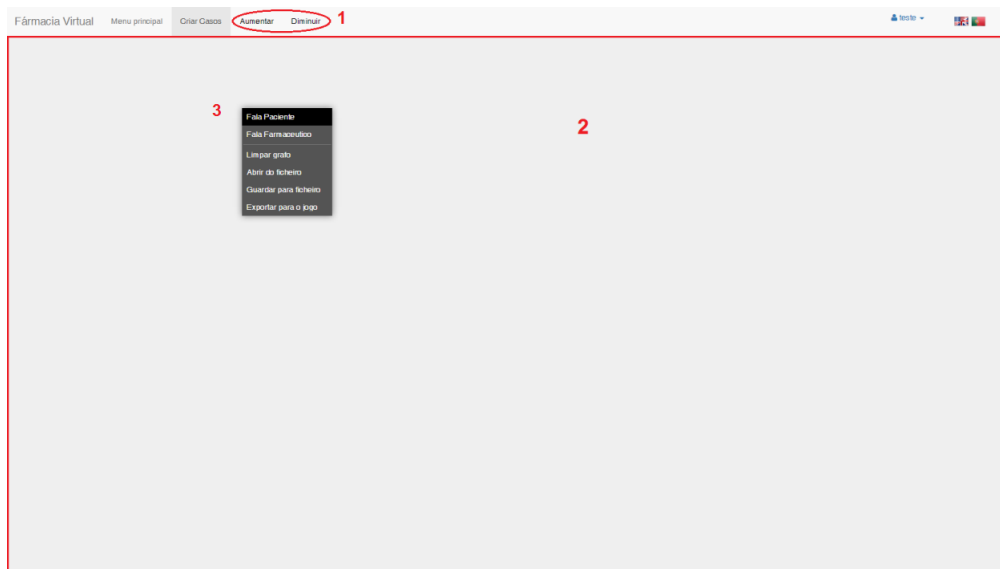 Fármacia Virtual Menu principal Criar Casos Aumentar Diminuir 1 teste
3
2
Fala Paciente
Fala Farmaceutico
Limpar grafo
Abrir do ficheiro
Guardar para ficheiro
Exportar para o jogo